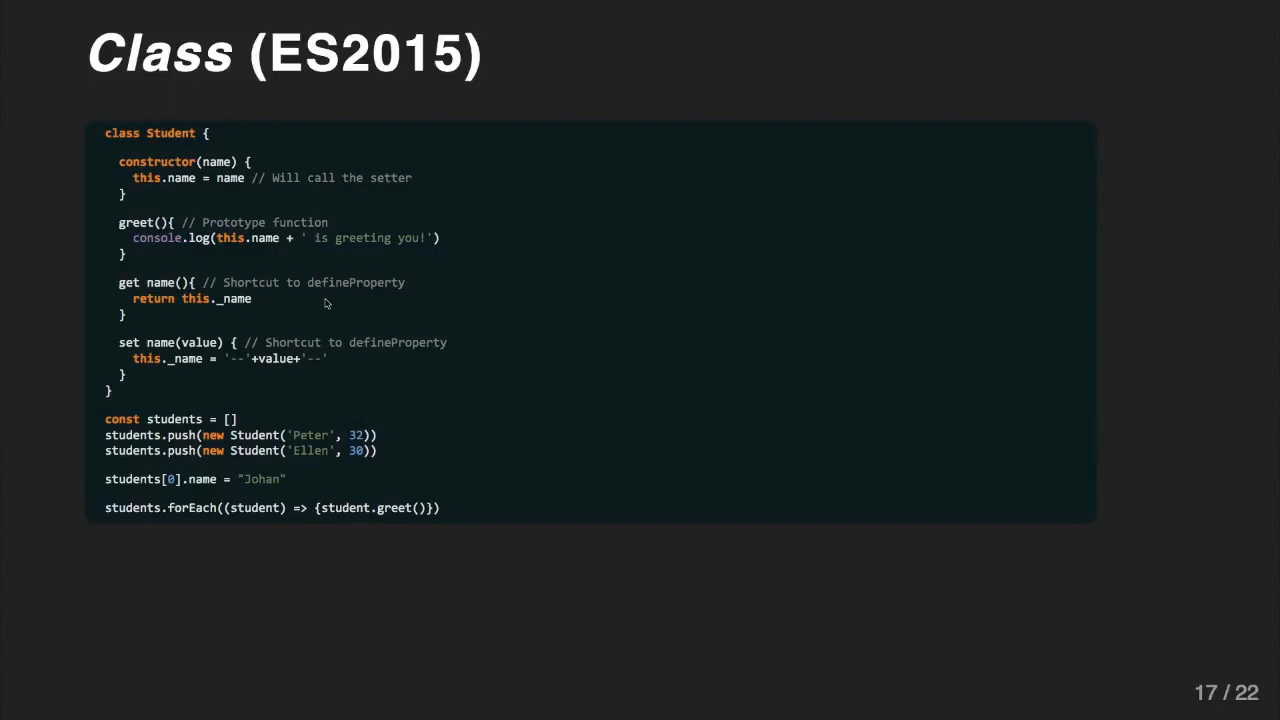 Class (ES2015)
class Student {
constructor(name) {
this.name = name // Will call the setter
}
greet(){ // Prototype function
console.log(this.name + ' is greeting you!')
}
get name(){ // Shortcut to defineProperty
return this._name
}
set name(value) { // Shortcut to defineProperty
this._name = '--'+value+'--'
}
}
const students = []
students.push(new Student('Peter', 32))
students.push(new Student('Ellen', 30))
students[0].name = "Johan"
students.forEach((student) => {student.greet()})
17 / 22